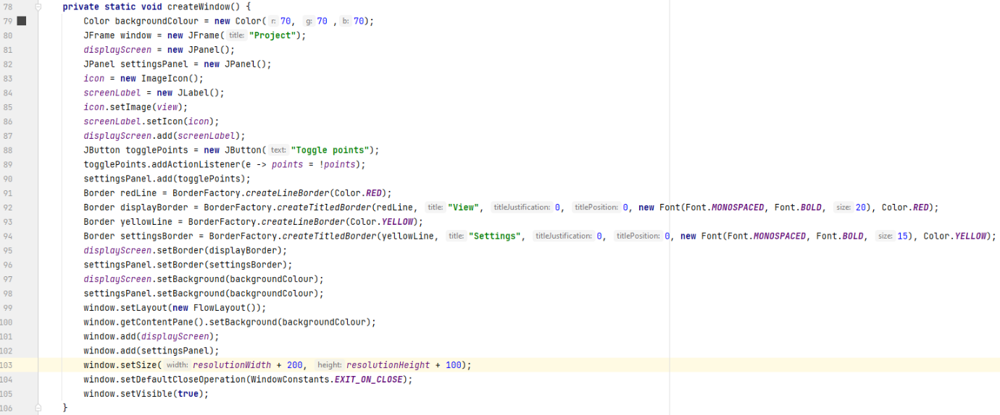 78 private static void createWindow() {
79 Color backgroundColour = new Color( r: 70, g: 70 , b: 70);
80 JFrame window = new JFrame( title: "Project");
81 displayScreen = new JPanel();
82 JPanel settingsPanel = new JPanel();
83 icon = new ImageIcon();
84 screenLabel = new JLabel();
85 icon.setImage(view);
86 screenLabel.setIcon(icon);
87 displayScreen.add(screenLabel);
88 JButton togglePoints = new JButton( text: "Toggle points");
89 togglePoints.addActionListener(e -> points = !points);
90 settingsPanel.add(togglePoints);
91 Border redLine = BorderFactory.createLineBorder(Color.RED);
92 Border displayBorder = BorderFactory.createTitledBorder(redLine, title: "View", titleJustification: 0, titlePosition: 0, new Font(Font.MONOSPACED, Font.BOLD, size: 20), Color.RED);
93 Border yellowLine = BorderFactory.createLineBorder(Color.YELLOW);
94 Border settingsBorder = BorderFactory.createTitledBorder(yellowLine, title: "Settings", titleJustification: 0, titlePosition: 0, new Font(Font.MONOSPACED, Font.BOLD, size: 15), Color.YELLOW);
95 displayScreen.setBorder(displayBorder);
96 settingsPanel.setBorder(settingsBorder);
97 displayScreen.setBackground(backgroundColour);
98 settingsPanel.setBackground(backgroundColour);
99 window.setLayout(new FlowLayout());
100 window.getContentPane().setBackground(backgroundColour);
101 window.add(displayScreen);
102 window.add(settingsPanel);
103 window.setSize( width: resolutionWidth + 200, height: resolutionHeight + 100);
104 window.setDefaultCloseOperation(WindowConstants.EXIT_ON_CLOSE);
105 window.setVisible(true);
106 }